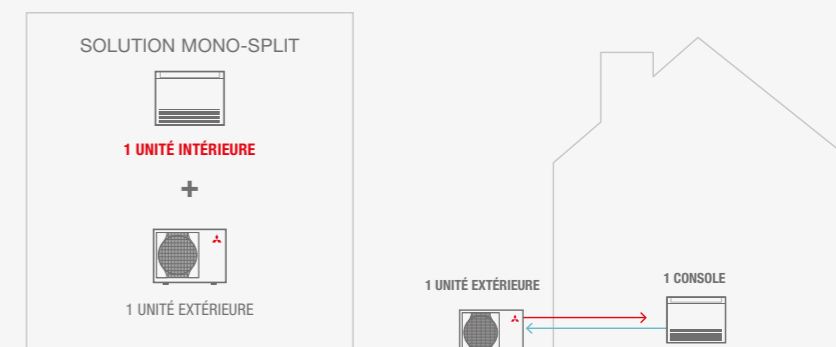 SOLUTION MONO-SPLIT
1 UNITÉ INTÉRIEURE
+
1 UNITÉ EXTÉRIEURE
1 UNITÉ EXTÉRIEURE
1 CONSOLE